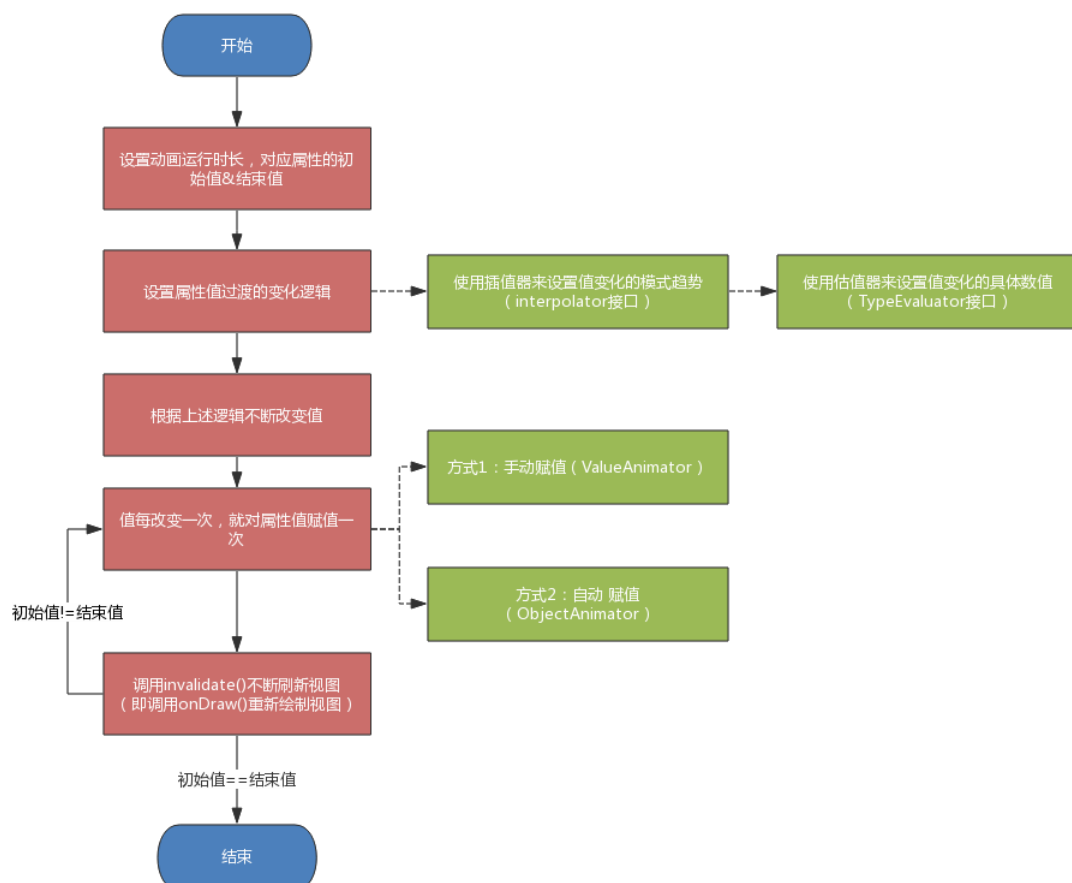 开始
设置动画运行时长，对应属性的初
始值&结束值
设置属性值过渡的变化逻辑
使用插值器来设置值变化的模式趋势
（interpolator接口）
使用估值器来设置值变化的具体数值
（TypeEvaluator接口）
根据上述逻辑不断改变值
方式1：手动赋值（ValueAnimator）
值每改变一次，就对属性值赋值一
次
方式2：自动 赋值
（ObjectAnimator）
初始值!=结束值
调用invalidate()不断刷新视图
（即调用onDraw()重新绘制视图）
初始值==结束值
结束